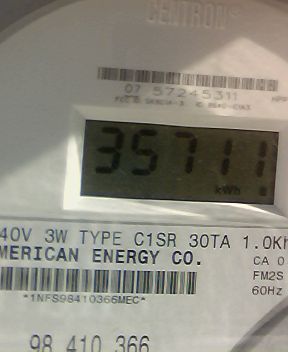 CENTRON®
07 57245311
35711
kWh
40V 3W TYPE C1SR 30TA 1.0Kh
MERICAN ENERGY CO.
CA 0
FM2S
60Hz
*1NFS98410366MEC*
98 410 366